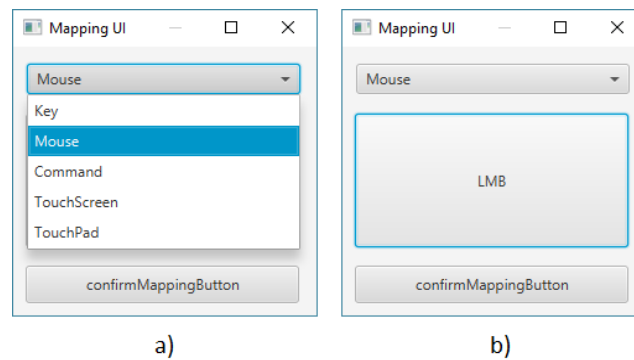 Mapping UI
Mouse
Key
Mouse
Command
TouchScreen
TouchPad
confirmMappingButton
a)
Mapping UI
Mouse
LMB
confirmMappingButton
b)